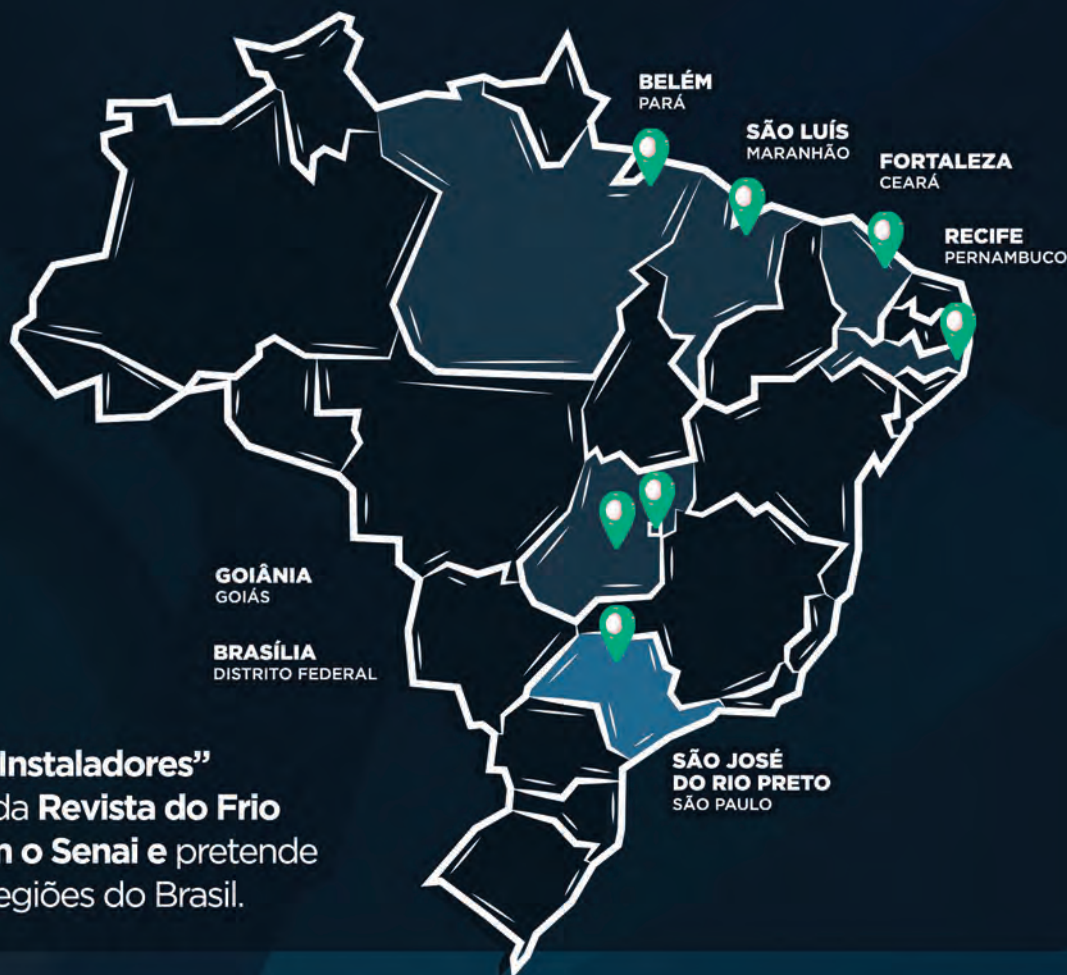 BELÉM
PARÁ
SÃO LUÍS
MARANHÃO
FORTALEZA
CEARÁ
RECIFE
PERNAMBUCO
GOIÂNIA
GOIÁS
BRASÍLIA
DISTRITO FEDERAL
SÃO JOSÉ
DO RIO PRETO
SÃO PAULO
Instaladores”
da Revista do Frio
o Senai e pretende
egiões do Brasil.